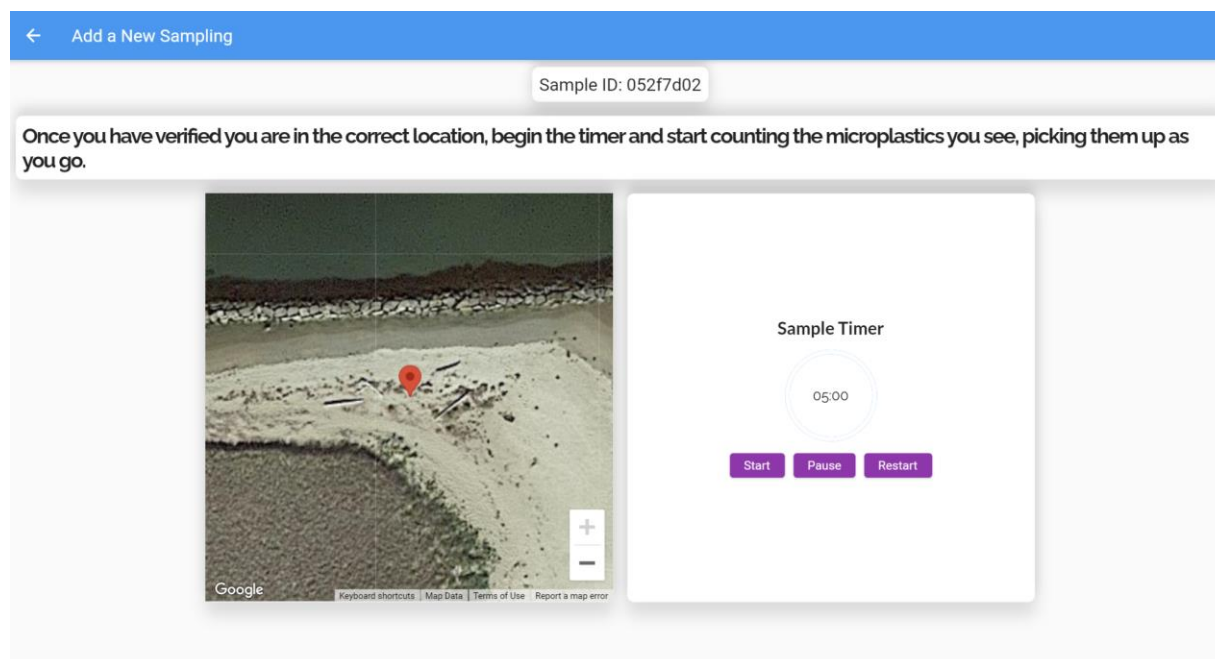 Add a New Sampling
Sample ID: 052f7d02
Once you have verified you are in the correct location, begin the timer and start counting the microplastics you see, picking them up as
you go.
Sample Timer
05:00
Start Pause Restart
Google
Keyboard shortcuts Map Data Terms of Use Report a map error